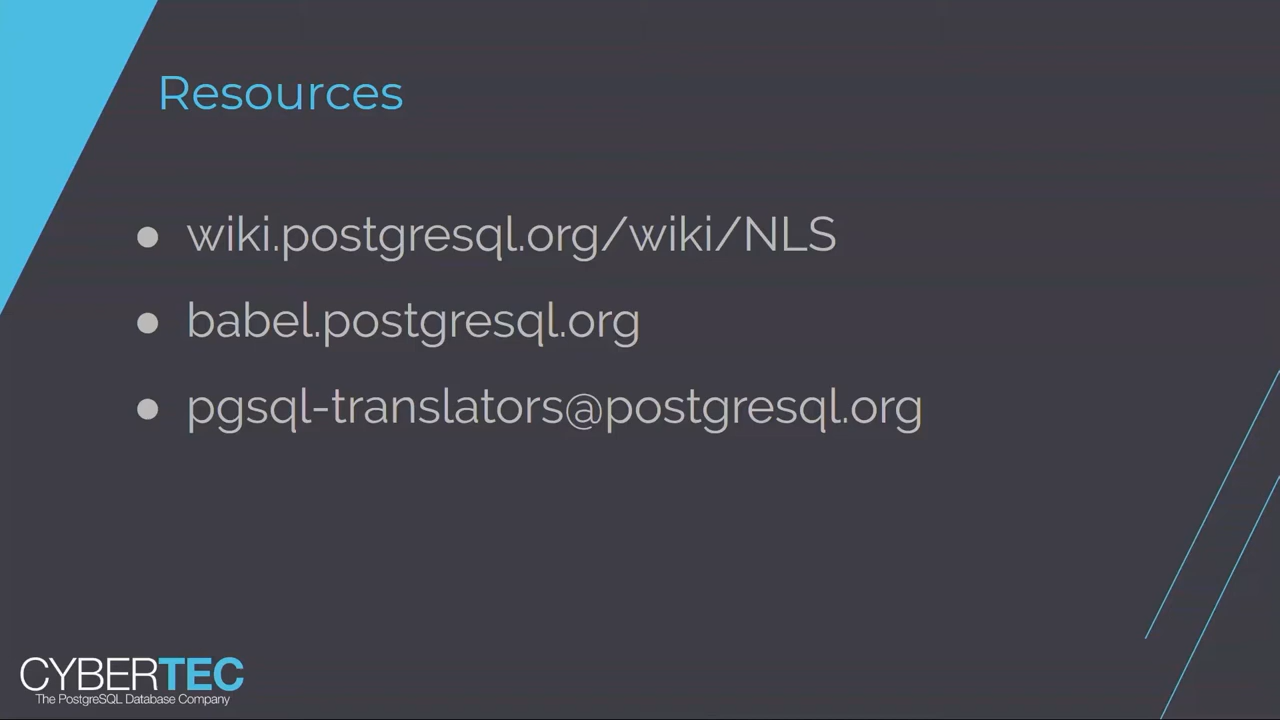 Resources
● wiki.postgresql.org/wiki/NLS
● babel.postgresql.org
● pgsql-translators@postgresql.org
CYBERTEC
The PostgreSQL Database Company